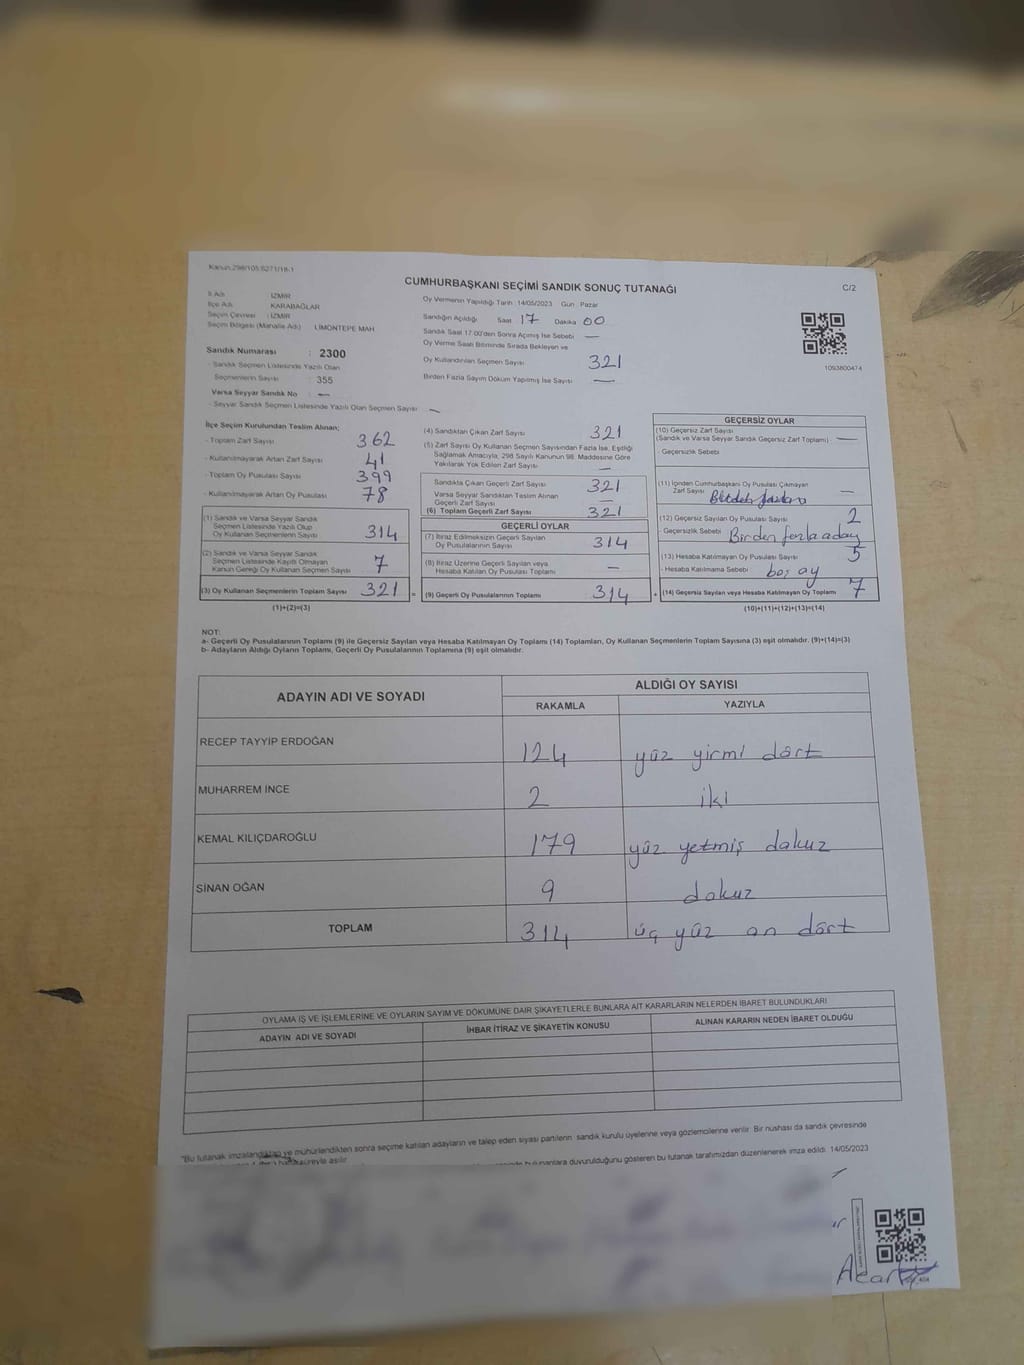 Kanun:298/105;6271/18-1
CUMHURBAŞKANI SEÇİMİ SANDIK SONUÇ TUTANAĞI
C/2
İl Adı : İZMİR
İlçe Adı : KARABAĞLAR
Seçim Çevresi : İZMİR
Seçim Bölgesi (Mahalle Adı) LİMONTEPE MAH
Sandık Numarası : 2300
- Sandık Seçmen Listesinde Yazılı Olan
Seçmenlerin Sayısı : 355
Varsa Seyyar Sandık No : —
- Seyyar Sandık Seçmen Listesinde Yazılı Olan Seçmen Sayısı : —
Oy Vermenin Yapıldığı Tarih : 14/05/2023 Gün : Pazar
Sandığın Açıldığı Saat 17 Dakika 00
Sandık Saat 17:00'den Sonra Açılmış İse Sebebi —
Oy Verme Saati Bitiminde Sırada Bekleyen ve
Oy Kullandırılan Seçmen Sayısı 321
Birden Fazla Sayım Döküm Yapılmış İse Sayısı —
1093800474
İlçe Seçim Kurulundan Teslim Alınan;
- Toplam Zarf Sayısı 362
- Kullanılmayarak Artan Zarf Sayısı 41
- Toplam Oy Pusulası Sayısı 399
- Kullanılmayarak Artan Oy Pusulası 78
(1) Sandık ve Varsa Seyyar Sandık
Seçmen Listesinde Yazılı Olup
Oy Kullanan Seçmenlerin Sayısı 314
(2) Sandık ve Varsa Seyyar Sandık
Seçmen Listesinde Kayıtlı Olmayan
Kanun Gereği Oy Kullanan Seçmen Sayısı 7
(3) Oy Kullanan Seçmenlerin Toplam Sayısı 321
(1)+(2)=(3)
(4) Sandıktan Çıkan Zarf Sayısı 321
(5) Zarf Sayısı Oy Kullanan Seçmen Sayısından Fazla İse, Eşitliği
Sağlamak Amacıyla, 298 Sayılı Kanunun 98. Maddesine Göre
Yakılarak Yok Edilen Zarf Sayısı —
Sandıkta Çıkan Geçerli Zarf Sayısı 321
Varsa Seyyar Sandıktan Teslim Alınan
Geçerli Zarf Sayısı —
(6) Toplam Geçerli Zarf Sayısı 321
GEÇERLİ OYLAR
(7) İtiraz Edilmeksizin Geçerli Sayılan
Oy Pusulalarının Sayısı 314
(8) İtiraz Üzerine Geçerli Sayılan veya
Hesaba Katılan Oy Pusulası Toplamı —
= (9) Geçerli Oy Pusulalarının Toplamı 314
GEÇERSİZ OYLAR
(10) Geçersiz Zarf Sayısı
(Sandık ve Varsa Seyyar Sandık Geçersiz Zarf Toplamı) : —
- Geçersizlik Sebebi
(11) İçinden Cumhurbaşkanı Oy Pusulası Çıkmayan
Zarf Sayısı —
(12) Geçersiz Sayılan Oy Pusulası Sayısı 2
- Geçersizlik Sebebi Birden fazla aday
(13) Hesaba Katılmayan Oy Pusulası Sayısı 5
- Hesaba Katılmama Sebebi : boş oy
+ (14) Geçersiz Sayılan veya Hesaba Katılmayan Oy Toplamı 7
(10)+(11)+(12)+(13)=(14)
NOT:
a- Geçerli Oy Pusulalarının Toplamı (9) ile Geçersiz Sayılan veya Hesaba Katılmayan Oy Toplamı (14) Toplamları, Oy Kullanan Seçmenlerin Toplam Sayısına (3) eşit olmalıdır. (9)+(14)=(3)
b- Adayların Aldığı Oyların Toplamı, Geçerli Oy Pusulalarının Toplamına (9) eşit olmalıdır.
ADAYIN ADI VE SOYADI ALDIĞI OY SAYISI
RAKAMLA YAZIYLA
RECEP TAYYİP ERDOĞAN 124 yüz yirmi dört
MUHARREM İNCE 2 iki
KEMAL KILIÇDAROĞLU 179 yüz yetmiş dokuz
SİNAN OĞAN 9 dokuz
TOPLAM 314 üç yüz on dört
OYLAMA İŞ VE İŞLEMLERİNE VE OYLARIN SAYIM VE DÖKÜMÜNE DAİR ŞİKAYETLERLE BUNLARA AİT KARARLARIN NELERDEN İBARET BULUNDUKLARI
ADAYIN ADI VE SOYADI İHBAR İTİRAZ VE ŞİKAYETİN KONUSU ALINAN KARARIN NEDEN İBARET OLDUĞU
"Bu tutanak imzalandıktan ve mühürlendikten sonra seçime katılan adayların ve talep eden siyasi partilerin sandık kurulu üyelerine veya gözlemcilerine verilir. Bir nüshası da sandık çevresinde
süreyle asılır
bulunanlara duyurulduğunu gösteren bu tutanak tarafımızdan düzenlenerek imza edildi. 14/05/2023
Acar